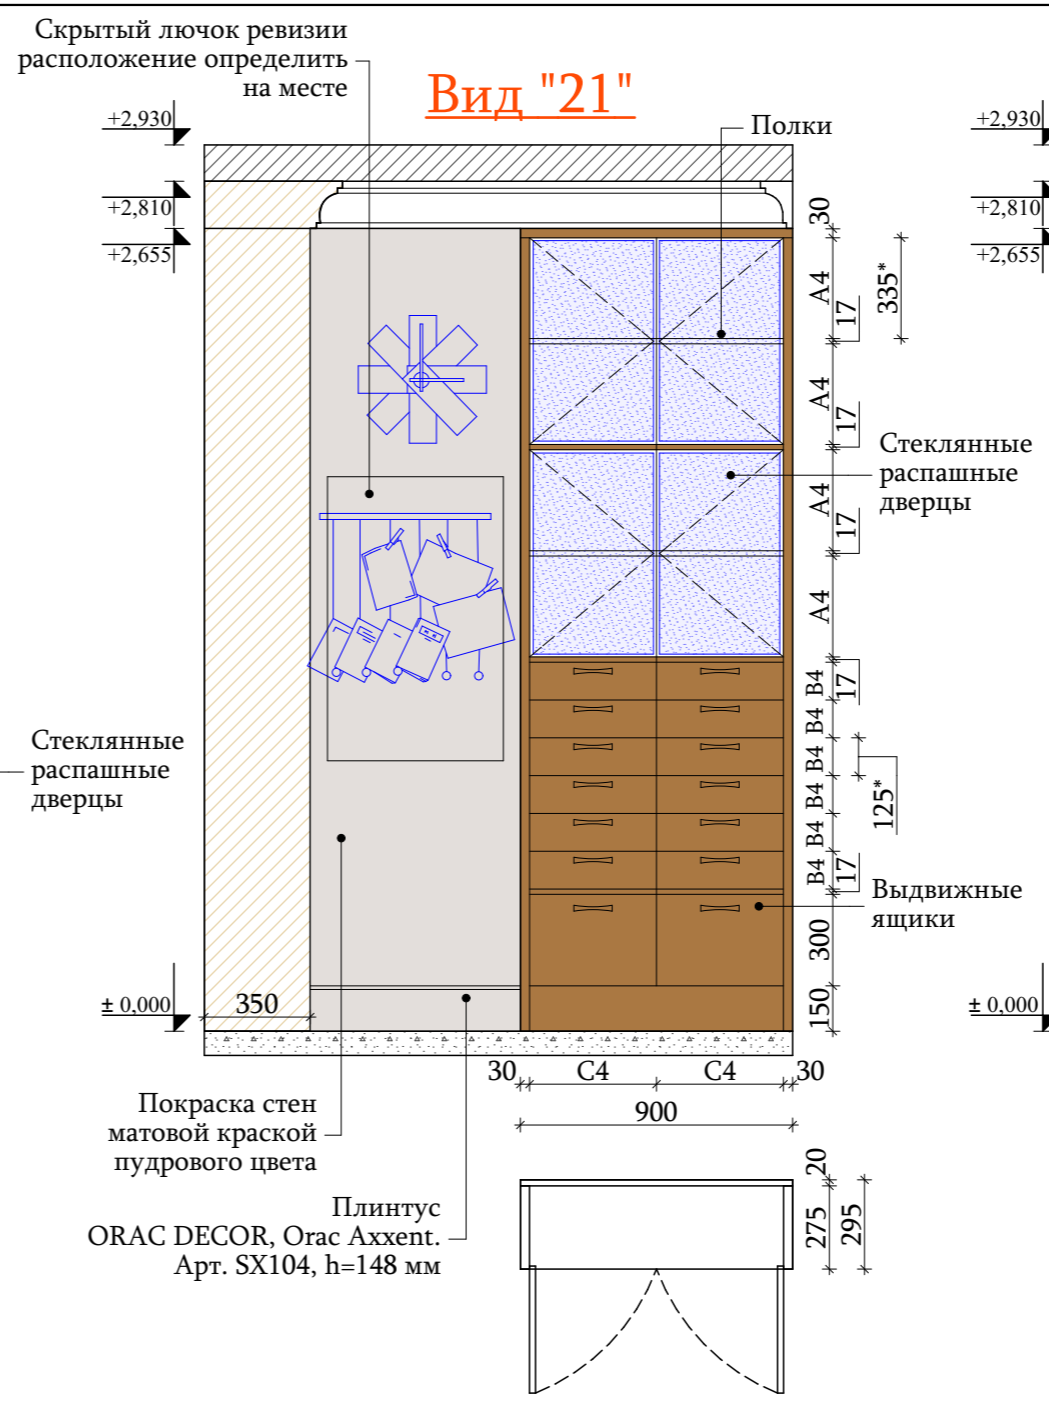 Скрытый лючок ревизии
расположение определить
на месте
Вид "21"
+2,930
+2,810
+2,655
Полки
+2,930
+2,810
+2,655
30
A4
17
335*
A4
17
Стеклянные
распашные
дверцы
A4
17
A4
B4
17
B4
B4
125*
B4
B4
B4
17
Стеклянные
распашные
дверцы
Выдвижные
ящики
300
150
± 0,000
350
± 0,000
30
C4
C4
30
900
Покраска стен
матовой краской
пудрового цвета
Плинтус
ORAC DECOR, Orac Axxent.
Арт. SX104, h=148 мм
20
275
295